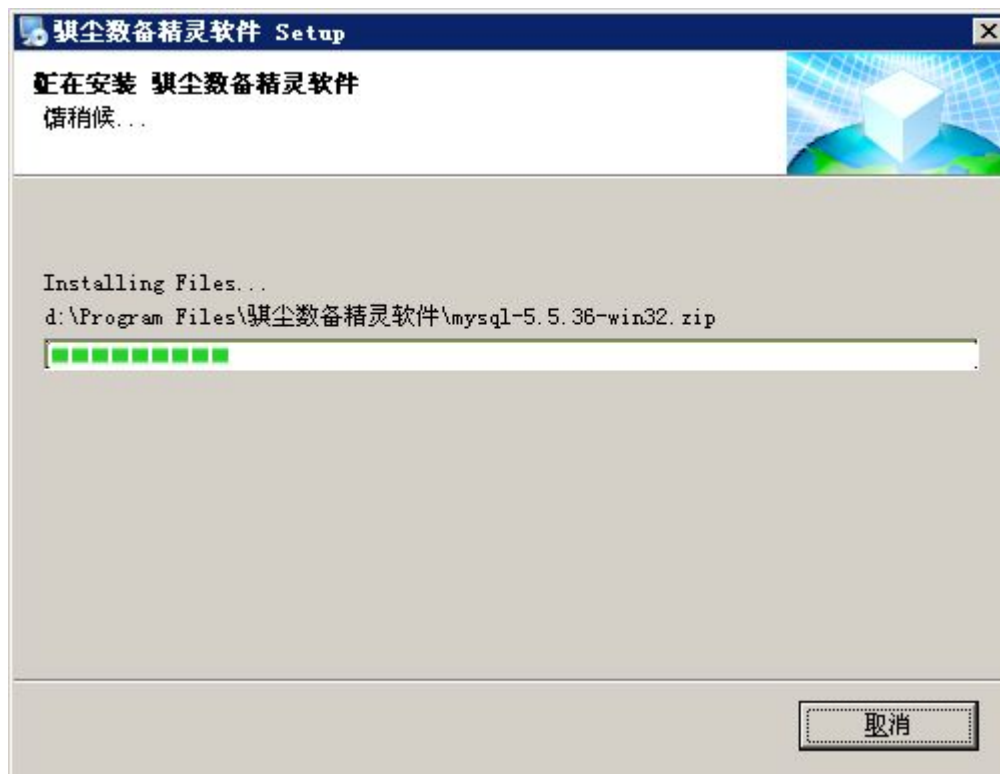 骐尘数备精灵软件 Setup
正在安装 骐尘数备精灵软件
请稍候...
Installing Files...
d:\Program Files\骐尘数备精灵软件\mysql-5.5.36-win32.zip
取消